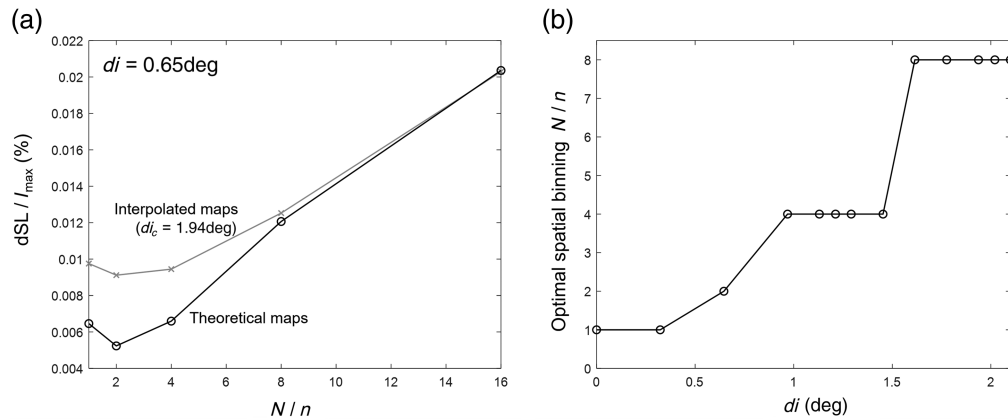 (a)
0.022
0.02
0.018
0.016
0.014
0.012
0.01
0.008
0.006
0.004
dSL / Imax (%)
di = 0.65deg
Interpolated maps
(dic = 1.94deg)
Theoretical maps
2 4 6 8 10 12 14 16
N / n
(b)
8
7
6
5
4
3
2
1
0
Optimal spatial binning N / n
0 0.5 1 1.5 2
di (deg)